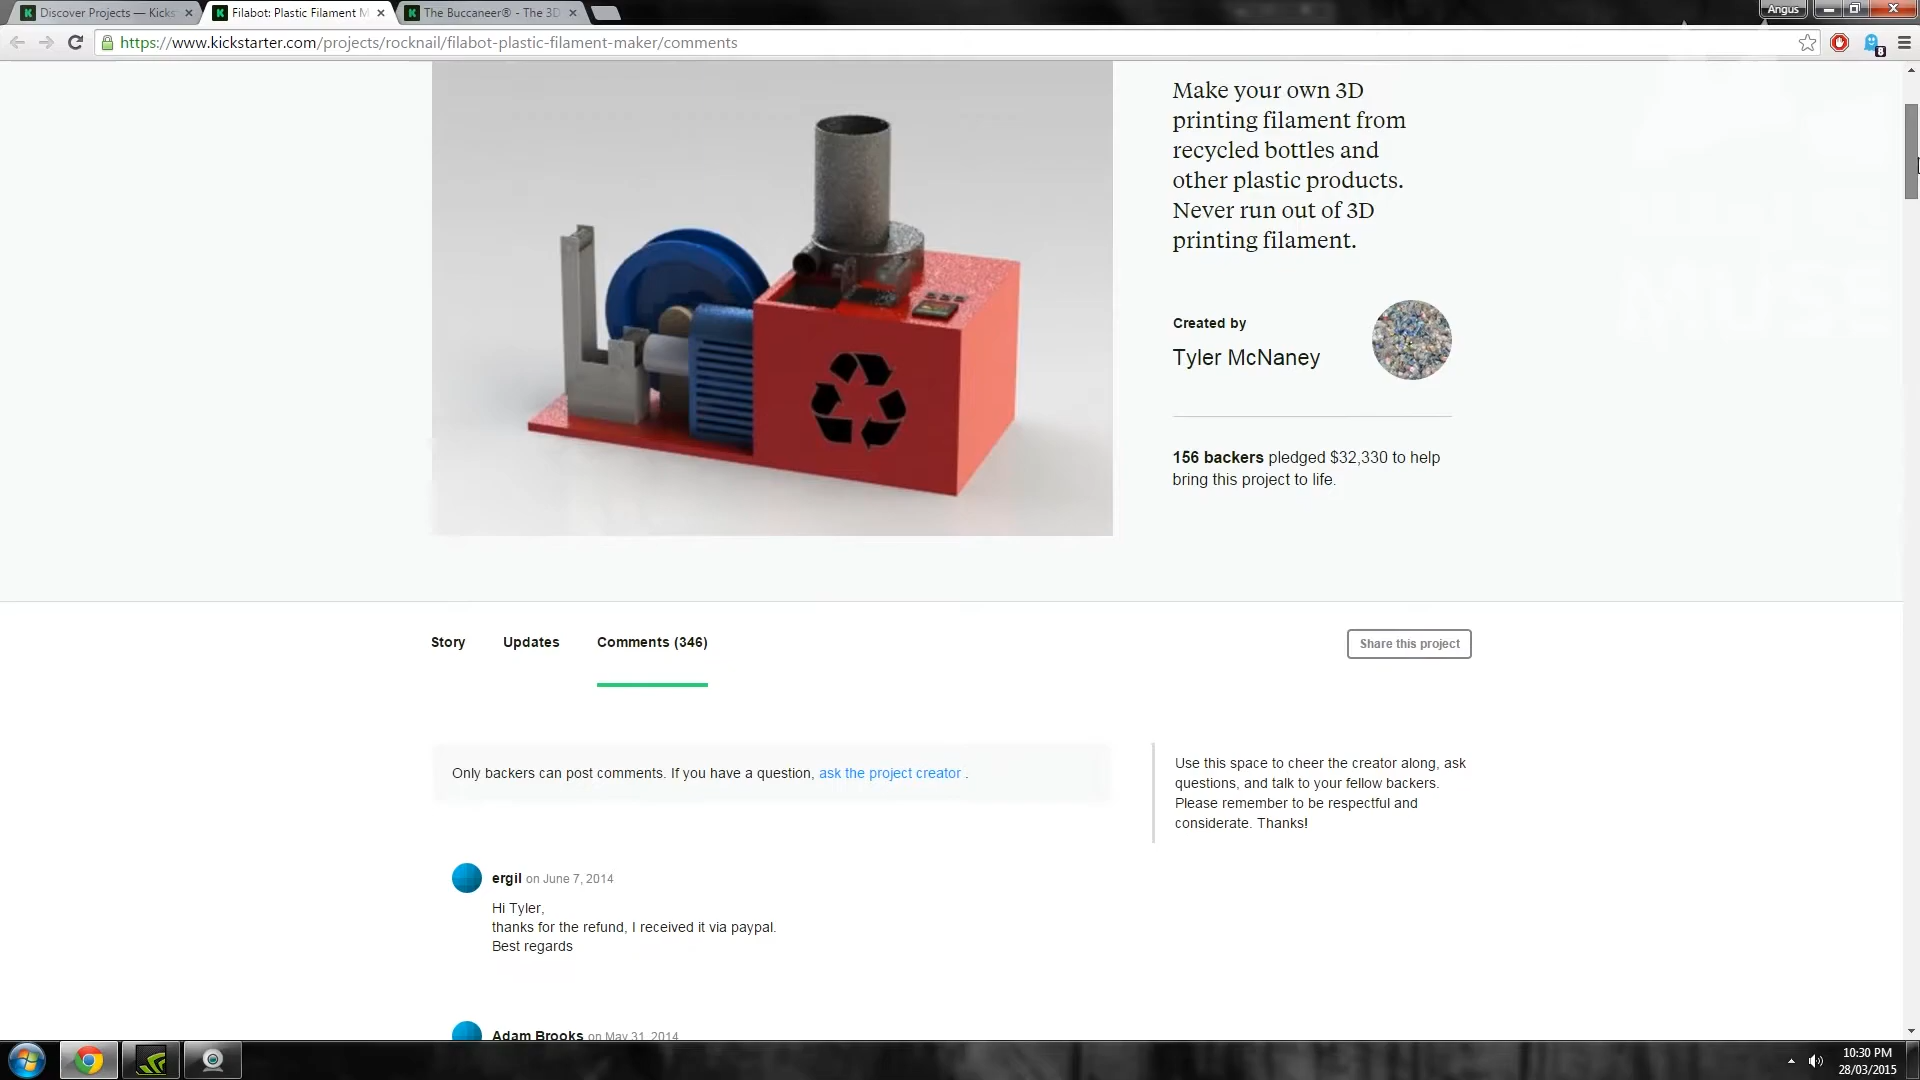 Discover Projects — Kicks
Filabot: Plastic Filament M
The Buccaneer® - The 3D
Angus
https://www.kickstarter.com/projects/rocknail/filabot-plastic-filament-maker/comments
8
Make your own 3D
printing filament from
recycled bottles and
other plastic products.
Never run out of 3D
printing filament.
Created by
Tyler McNaney
156 backers pledged $32,330 to help
bring this project to life.
Story
Updates
Comments (346)
Share this project
Only backers can post comments. If you have a question, ask the project creator .
Use this space to cheer the creator along, ask
questions, and talk to your fellow backers.
Please remember to be respectful and
considerate. Thanks!
ergil on June 7, 2014
Hi Tyler,
thanks for the refund, I received it via paypal.
Best regards
Adam Brooks on May 31, 2014
10:30 PM
28/03/2015